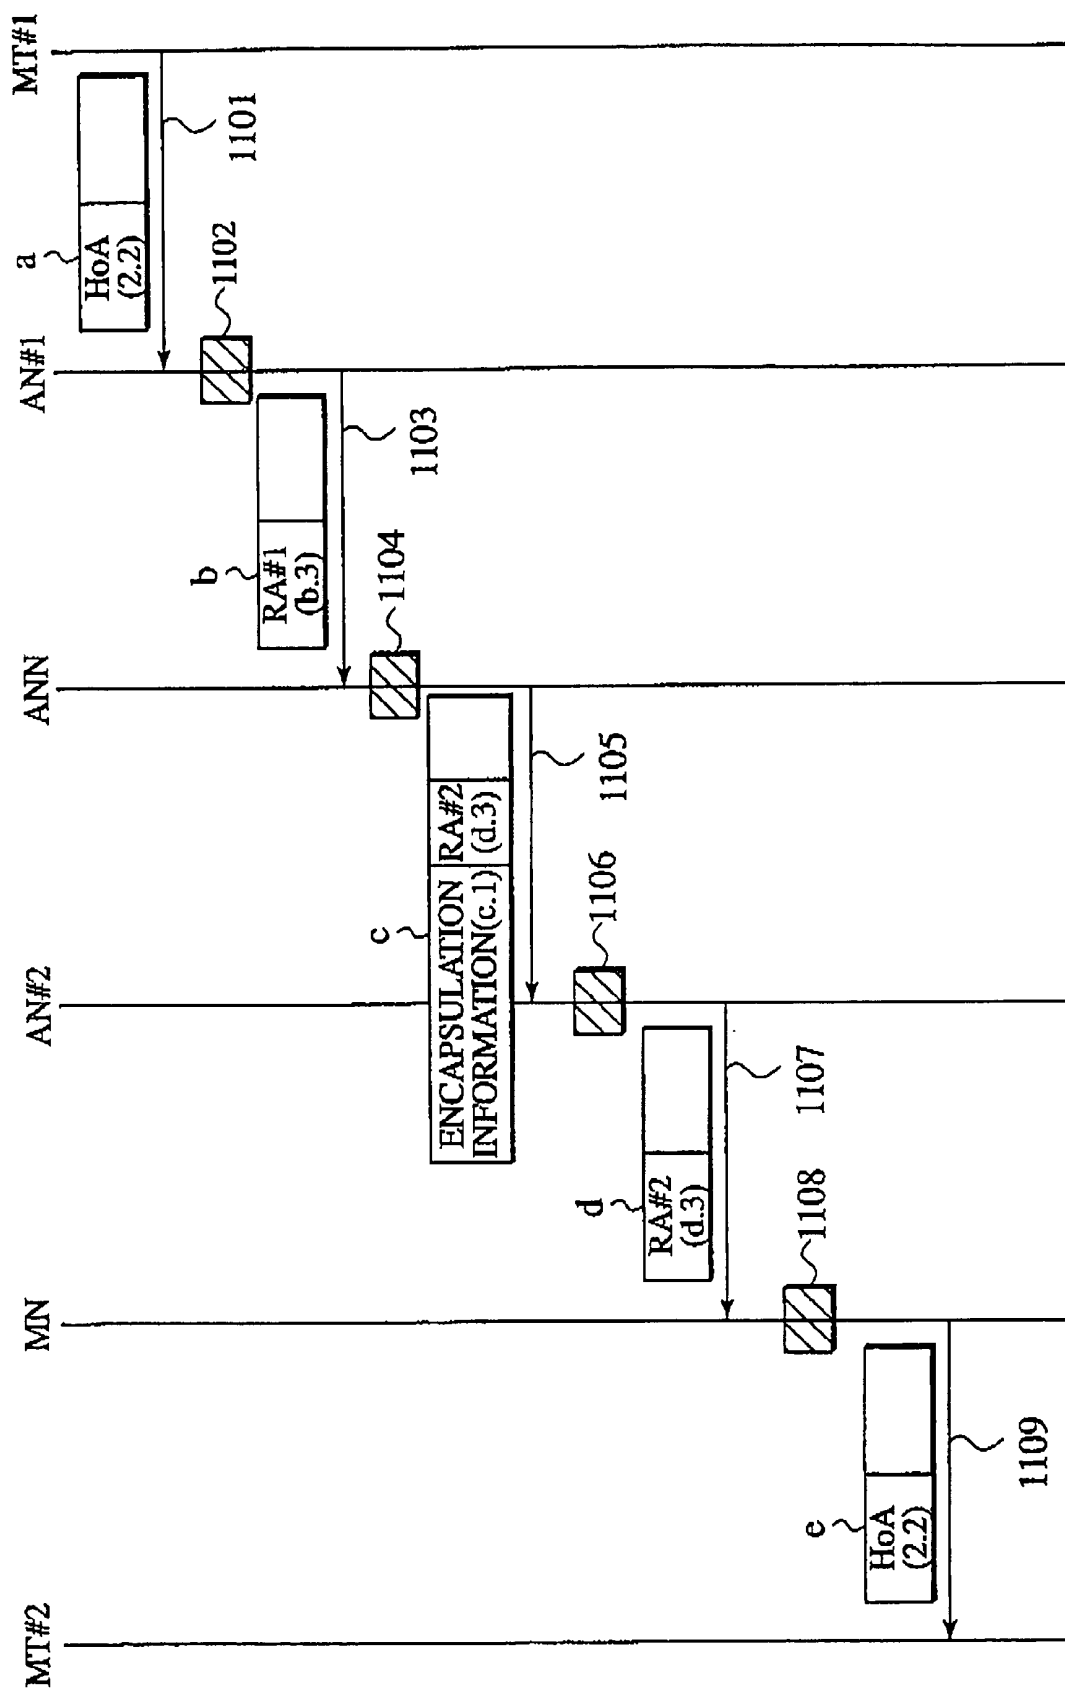 MT#2
MN
AN#2
ANN
AN#1
MT#1
a
HoA
(2.2)
1101
1102
b
RA#1
(b.3)
1103
1104
c
ENCAPSULATION
INFORMATION(c.1)
RA#2
(d.3)
1105
1106
d
RA#2
(d.3)
1107
1108
e
HoA
(2.2)
1109